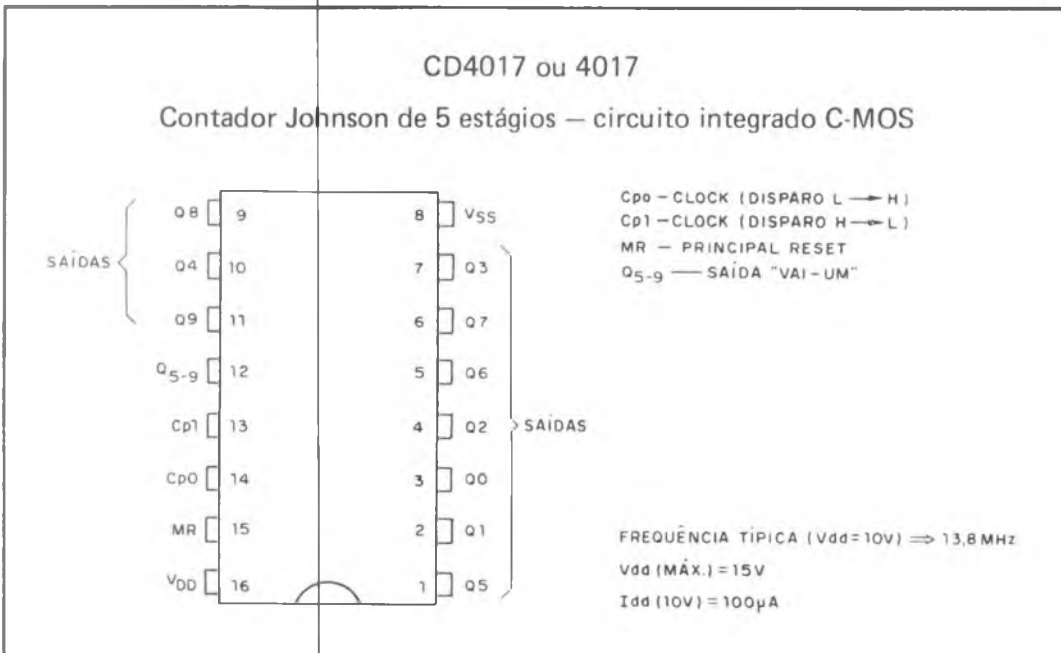 CD4017 ou 4017
Contador Johnson de 5 estágios — circuito integrado C-MOS
Q8 9 8 VSS
Q4 10 7 Q3
Q9 11 6 Q7
Q5-9 12 5 Q6
Cp1 13 4 Q2
Cp0 14 3 Q0
MR 15 2 Q1
VDD 16 1 Q5
SAÍDAS
SAÍDAS
Cp0 – CLOCK (DISPARO L → H)
Cp1 – CLOCK (DISPARO H → L)
MR – PRINCIPAL RESET
Q5-9 — SAÍDA "VAI-UM"
FREQUÊNCIA TÍPICA (Vdd=10V) ⇒ 13,8 MHz
Vdd (MÁX.) = 15V
Idd (10V) = 100µA